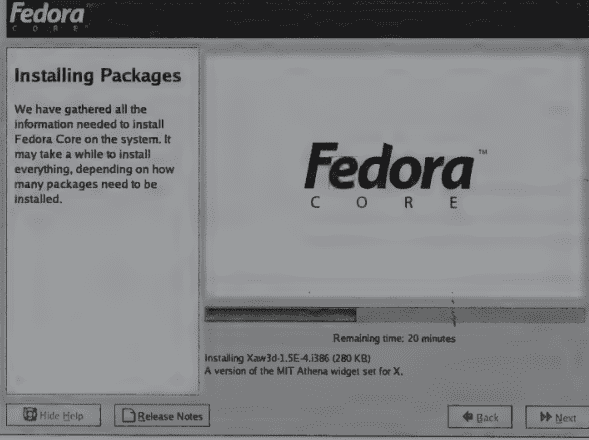 Fedora
CORE
Installing Packages
We have gathered all the
information needed to install
Fedora Core on the system. It
may take a while to install
everything, depending on how
many packages need to be
installed.
Fedora™
CORE
Remaining time: 20 minutes
Installing Xaw3d-1.5E-4.i386 (280 KB)
A version of the MIT Athena widget set for X.
Hide Help
Release Notes
Back
Next